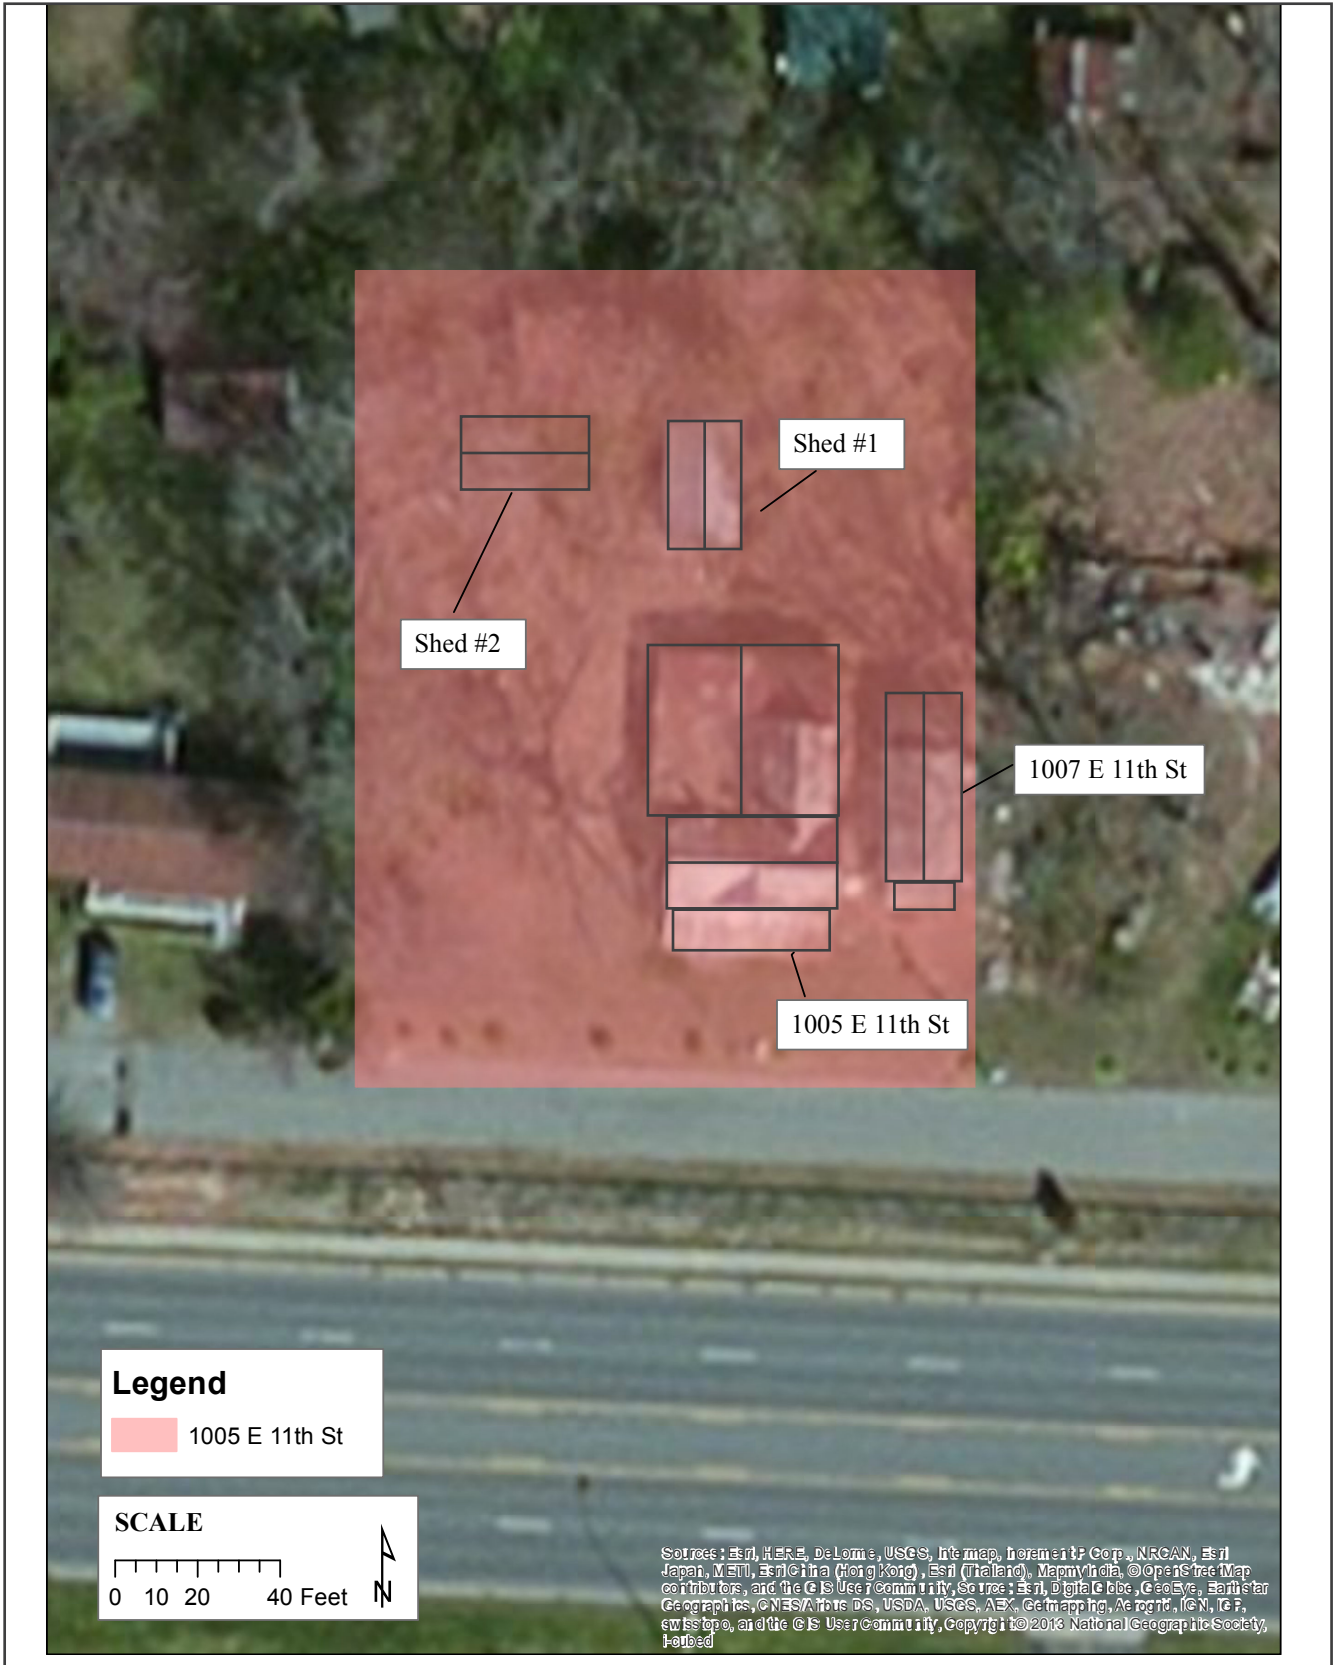 Shed #1
Shed #2
1007 E 11th St
1005 E 11th St
Legend
1005 E 11th St
SCALE
0 10 20 40 Feet
N
Sources: Esri, HERE, DeLorme, USGS, Intermap, increment P Corp., NRCAN, Esri
Japan, METI, Esri China (Hong Kong), Esri (Thailand), MapmyIndia, © OpenStreetMap
contributors, and the GIS User Community, Source: Esri, DigitalGlobe, GeoEye, Earthstar
Geographics, CNES/Airbus DS, USDA, USGS, AEX, Getmapping, Aerogrid, IGN, IGP,
swisstopo, and the GIS User Community, Copyright:© 2013 National Geographic Society,
i-cubed